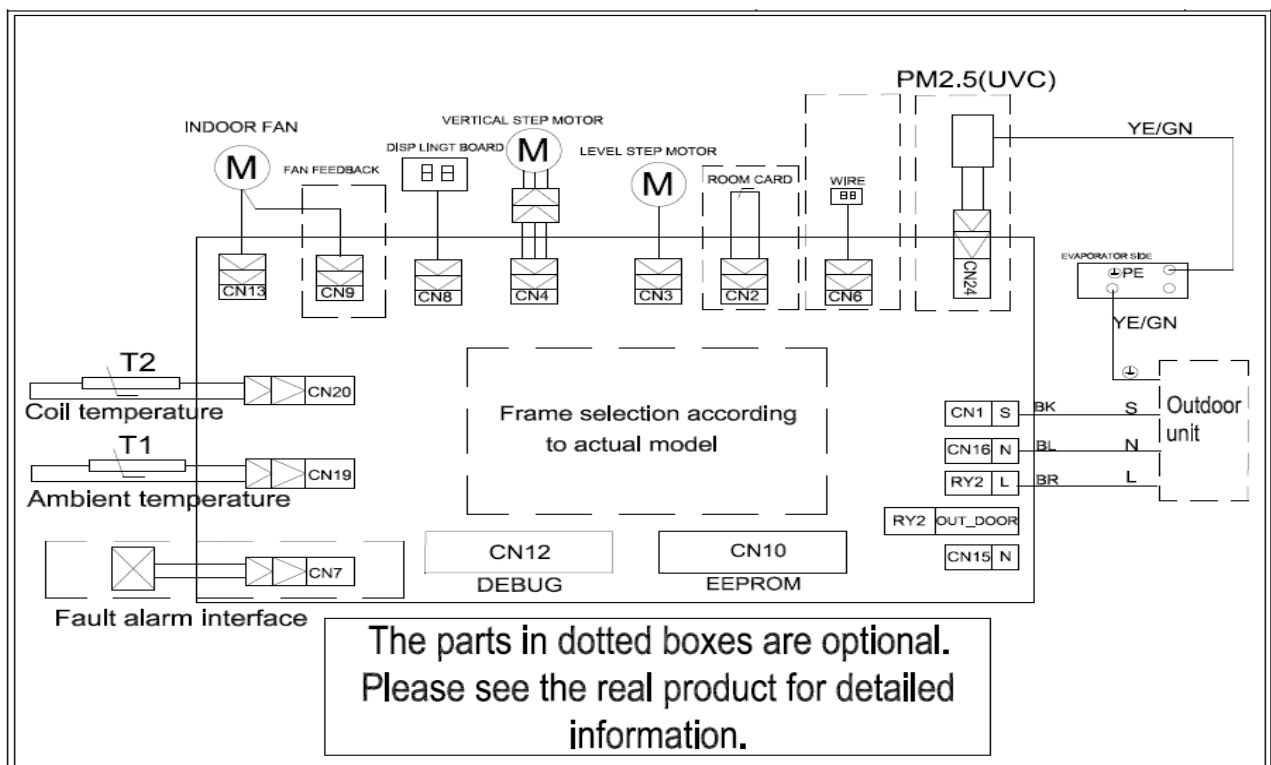 PM2.5(UVC)
INDOOR FAN
VERTICAL STEP MOTOR
YE/GN
DISP LINGT BOARD
LEVEL STEP MOTOR
FAN FEEDBACK
ROOM CARD
WIRE
M
M
M
EVAPORATOR SIDE
PE
CN13
CN9
CN8
CN4
CN3
CN2
CN6
CN24
YE/GN
T2
CN20
Coil temperature
T1
CN19
Ambient temperature
CN7
Fault alarm interface
Frame selection according
to actual model
CN12
DEBUG
CN10
EEPROM
CN1 S BK S
CN16 N BL N
RY2 L BR L
RY2 OUT_DOOR
CN15 N
Outdoor
unit
The parts in dotted boxes are optional.
Please see the real product for detailed
information.